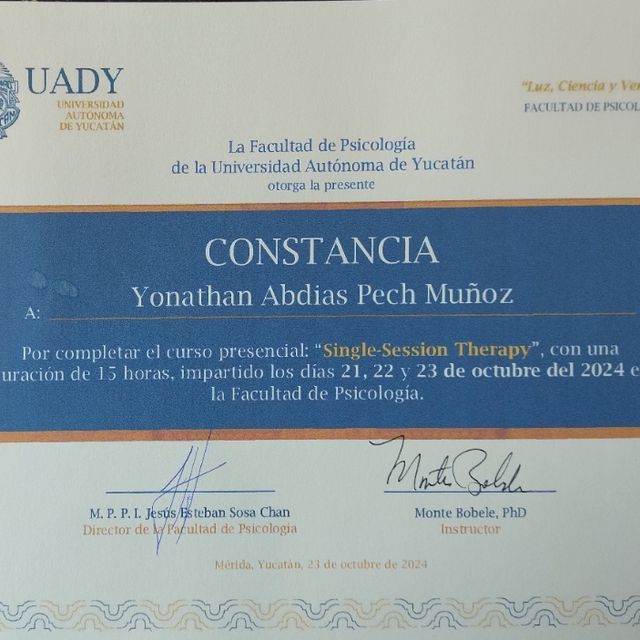 UADY
UNIVERSIDAD
AUTÓNOMA
DE YUCATÁN
"Luz, Ciencia y
FACULTAD DE
La Facultad de Psicología
de la Universidad Autónoma de Yucatán
otorga la presente
CONSTANCIA
A: Yonathan Abdias Pech Muñoz
Por completar el curso presencial: "Single-Session Therapy", con una
uración de 15 horas, impartido los días 21, 22 y 23 de octubre del 2024 e
la Facultad de Psicología.
Monte Bobele
M. P. P. I. Jesús Esteban Sosa Chan
Director de la Facultad de Psicología
Monte Bobele, PhD
Instructor
Mérida, Yucatán, 23 de octubre de 2024